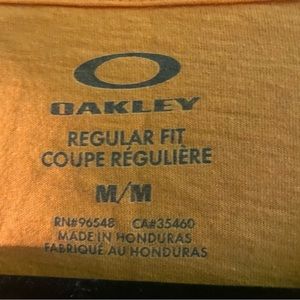 OAKLEY
REGULAR FIT
COUPE RÉGULIÈRE
M/M
RN#96548 CA#35460
MADE IN HONDURAS
FABRIQUÉ AU HONDURAS